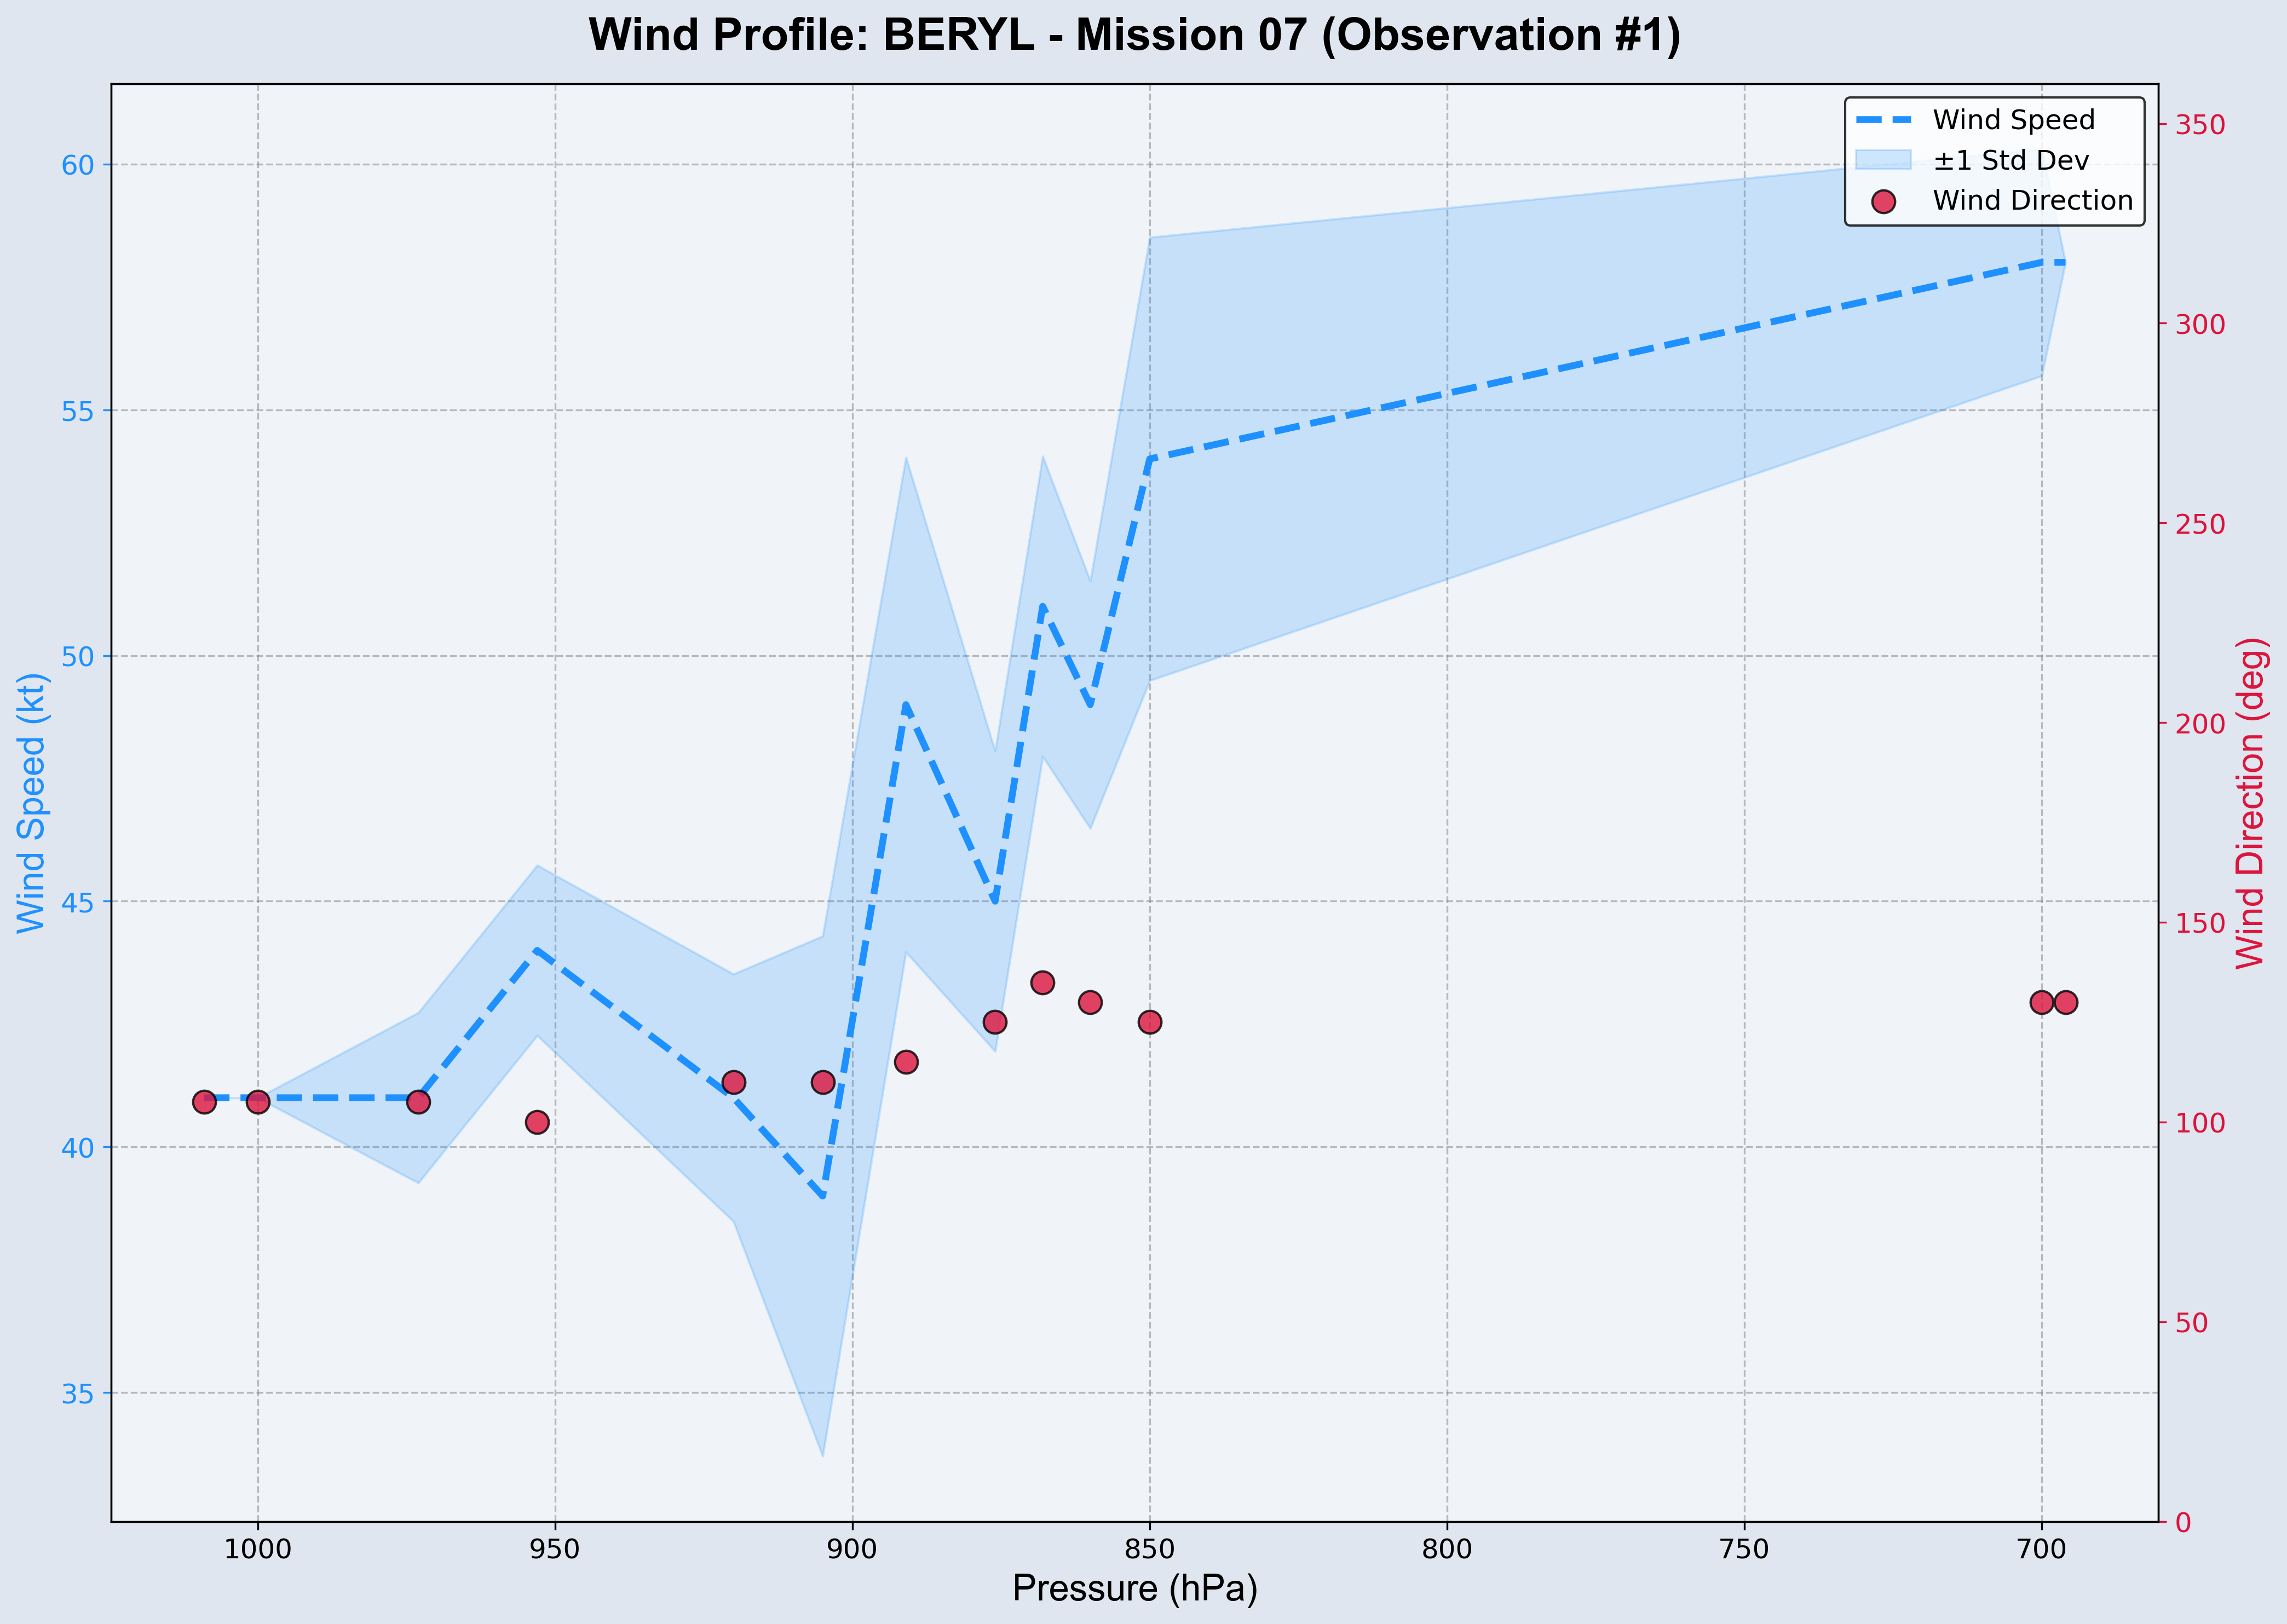 Wind Profile: BERYL - Mission 07 (Observation #1)
Wind Speed
±1 Std Dev
Wind Direction
Wind Speed (kt)
60
55
50
45
40
35
350
300
250
200
150
100
50
0
Wind Direction (deg)
1000 950 900 850 800 750 700
Pressure (hPa)